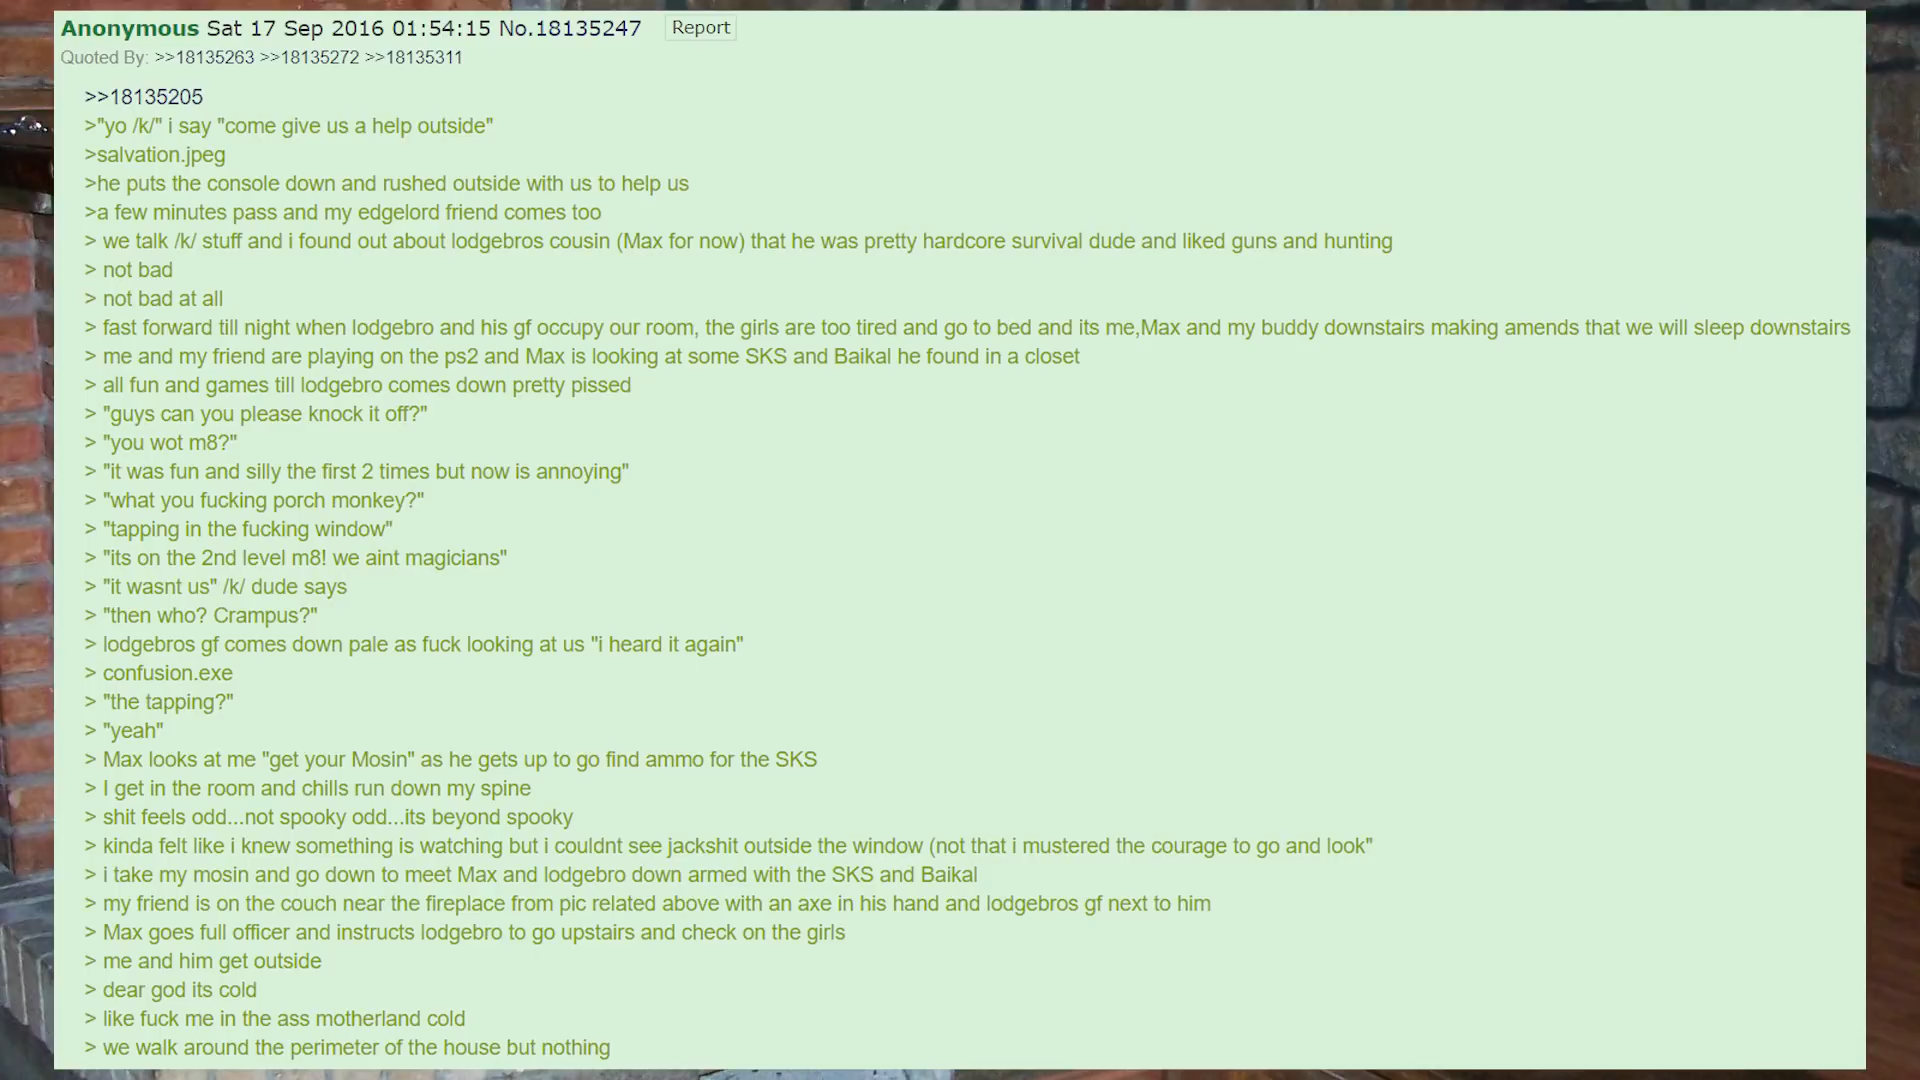 Anonymous Sat 17 Sep 2016 01:54:15 No.18135247 Report
Quoted By: >>18135263 >>18135272 >>18135311
>>18135205
>"yo /k/" i say "come give us a help outside"
>salvation.jpeg
>he puts the console down and rushed outside with us to help us
>a few minutes pass and my edgelord friend comes too
> we talk /k/ stuff and i found out about lodgebros cousin (Max for now) that he was pretty hardcore survival dude and liked guns and hunting
> not bad
> not bad at all
> fast forward till night when lodgebro and his gf occupy our room, the girls are too tired and go to bed and its me,Max and my buddy downstairs making amends that we will sleep downstairs
> me and my friend are playing on the ps2 and Max is looking at some SKS and Baikal he found in a closet
> all fun and games till lodgebro comes down pretty pissed
> "guys can you please knock it off?"
> "you wot m8?"
> "it was fun and silly the first 2 times but now is annoying"
> "what you fucking porch monkey?"
> "tapping in the fucking window"
> "its on the 2nd level m8! we aint magicians"
> "it wasnt us" /k/ dude says
> "then who? Crampus?"
> lodgebros gf comes down pale as fuck looking at us "i heard it again"
> confusion.exe
> "the tapping?"
> "yeah"
> Max looks at me "get your Mosin" as he gets up to go find ammo for the SKS
> I get in the room and chills run down my spine
> shit feels odd...not spooky odd...its beyond spooky
> kinda felt like i knew something is watching but i couldnt see jackshit outside the window (not that i mustered the courage to go and look"
> i take my mosin and go down to meet Max and lodgebro down armed with the SKS and Baikal
> my friend is on the couch near the fireplace from pic related above with an axe in his hand and lodgebros gf next to him
> Max goes full officer and instructs lodgebro to go upstairs and check on the girls
> me and him get outside
> dear god its cold
> like fuck me in the ass motherland cold
> we walk around the perimeter of the house but nothing